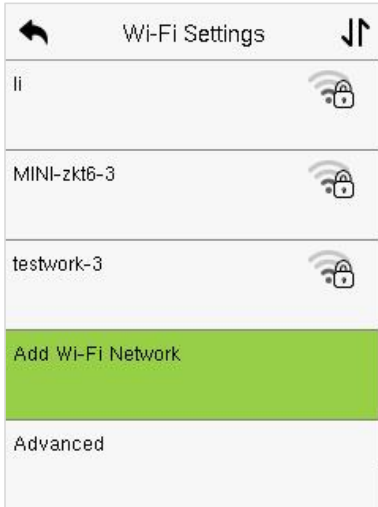 Wi-Fi Settings
li
MINI-zkt6-3
testwork-3
Add Wi-Fi Network
Advanced